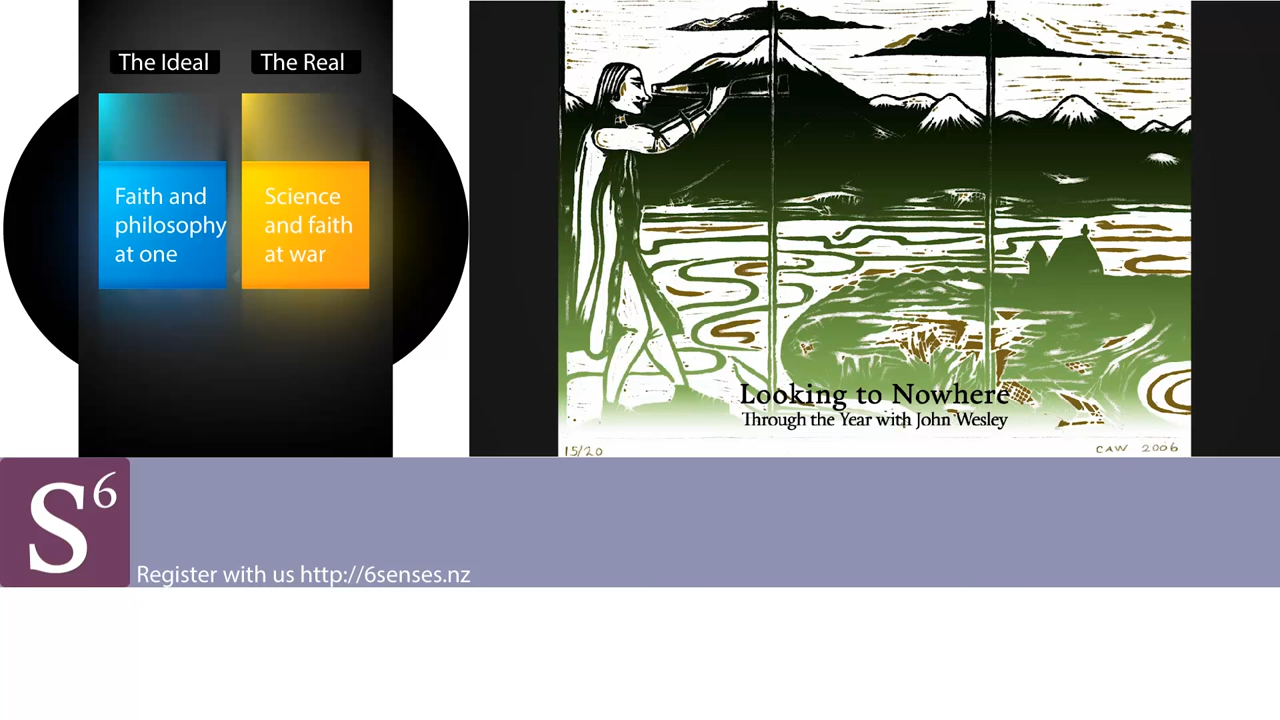 The Ideal
The Real
Faith and
philosophy
at one
Science
and faith
at war
Looking to Nowhere
Through the Year with John Wesley
15/20
CAW 2006
S6
Register with us http://6senses.nz